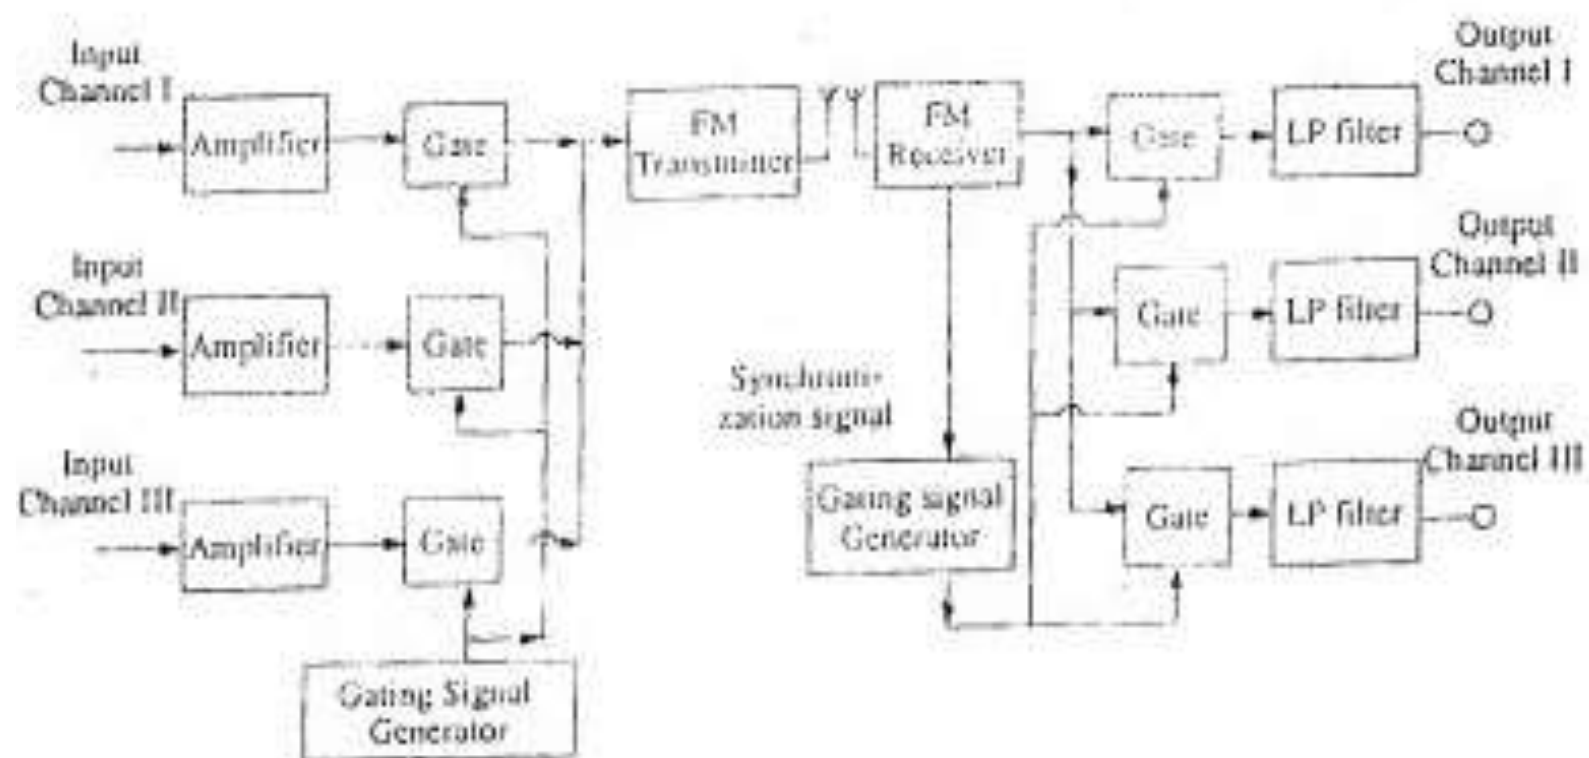 Input
Channel I
Amplifier
Gate
FM
Transmitter
FM
Receiver
Gate
LP filter
Output
Channel I
Input
Channel II
Amplifier
Gate
Gate
LP filter
Output
Channel II
Synchroni-
zation signal
Input
Channel III
Amplifier
Gate
Gating signal
Generator
Gate
LP filter
Output
Channel III
Gating Signal
Generator